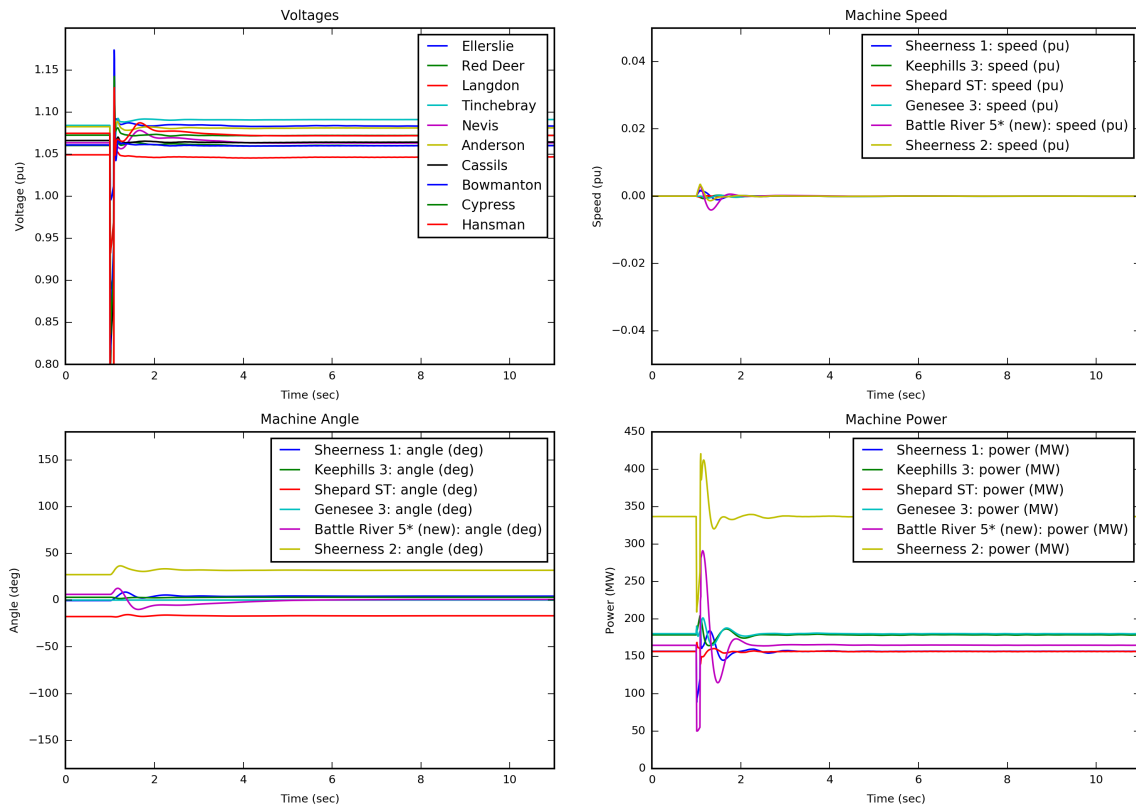 Voltages
1.15
1.10
1.05
1.00
0.95
0.90
0.85
0.80
Voltage (pu)
Ellerslie
Red Deer
Langdon
Tinchebray
Nevis
Anderson
Cassils
Bowmanton
Cypress
Hansman
0 2 4 6 8 10
Time (sec)
Machine Speed
0.04
0.02
0.00
−0.02
−0.04
Speed (pu)
Sheerness 1: speed (pu)
Keephills 3: speed (pu)
Shepard ST: speed (pu)
Genesee 3: speed (pu)
Battle River 5* (new): speed (pu)
Sheerness 2: speed (pu)
0 2 4 6 8 10
Time (sec)
Machine Angle
150
100
50
0
−50
−100
−150
Angle (deg)
Sheerness 1: angle (deg)
Keephills 3: angle (deg)
Shepard ST: angle (deg)
Genesee 3: angle (deg)
Battle River 5* (new): angle (deg)
Sheerness 2: angle (deg)
0 2 4 6 8 10
Time (sec)
Machine Power
450
400
350
300
250
200
150
100
50
0
Power (MW)
Sheerness 1: power (MW)
Keephills 3: power (MW)
Shepard ST: power (MW)
Genesee 3: power (MW)
Battle River 5* (new): power (MW)
Sheerness 2: power (MW)
0 2 4 6 8 10
Time (sec)